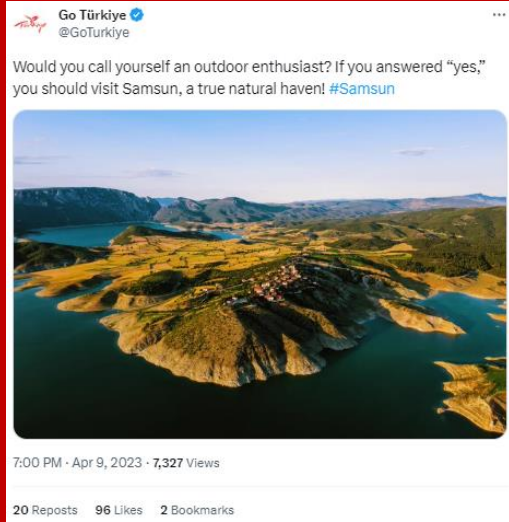 Go Türkiye
@GoTurkiye
Would you call yourself an outdoor enthusiast? If you answered “yes,”
you should visit Samsun, a true natural haven! #Samsun
7:00 PM · Apr 9, 2023 · 7,327 Views
20 Reposts 96 Likes 2 Bookmarks